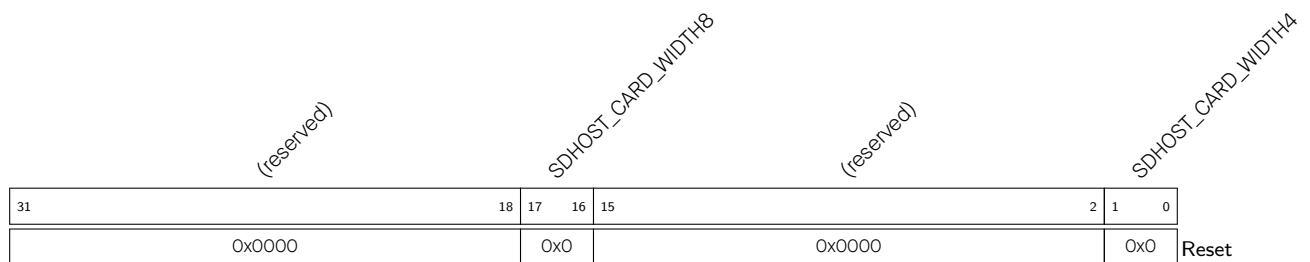 (reserved) SDHOST_CARD_WIDTH8 (reserved) SDHOST_CARD_WIDTH4
31 18 17 16 15 2 1 0
0x0000 0x0 0x0000 0x0 Reset